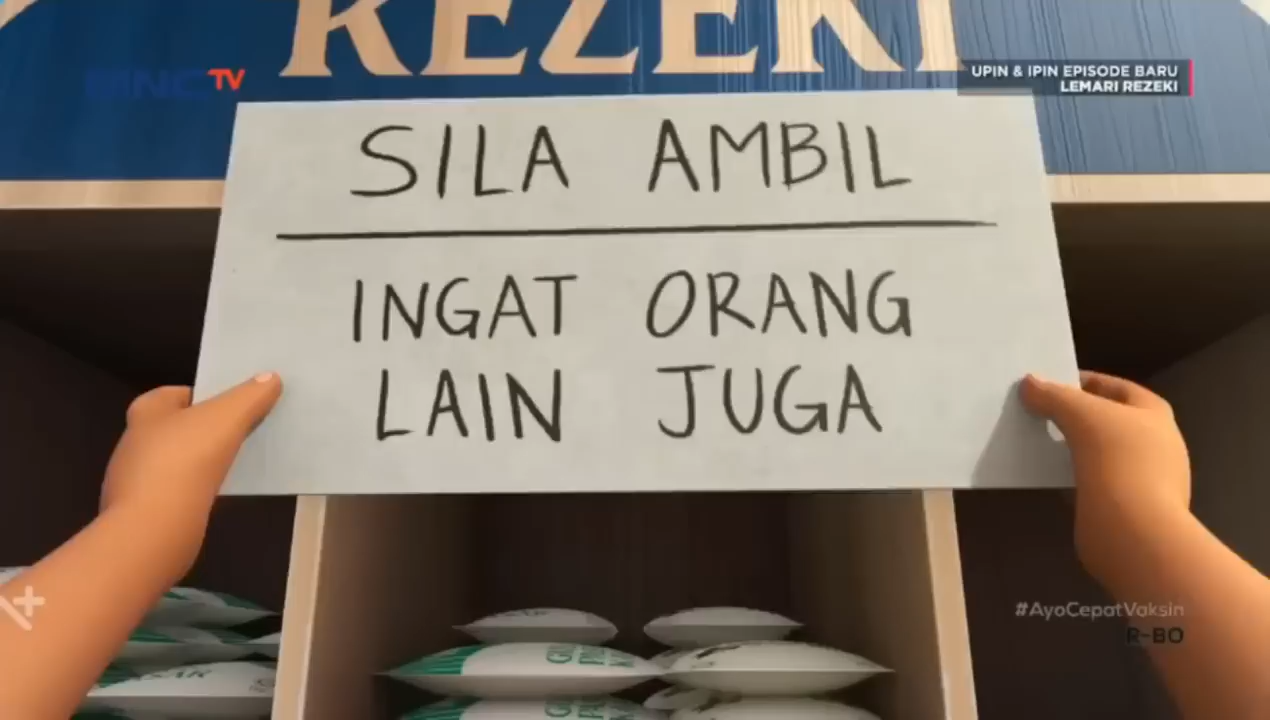 REZEKI
MNCTV
UPIN & IPIN EPISODE BARU
LEMARI REZEKI
SILA AMBIL
INGAT ORANG
LAIN JUGA
#AyoCepatVaksin
R-BO